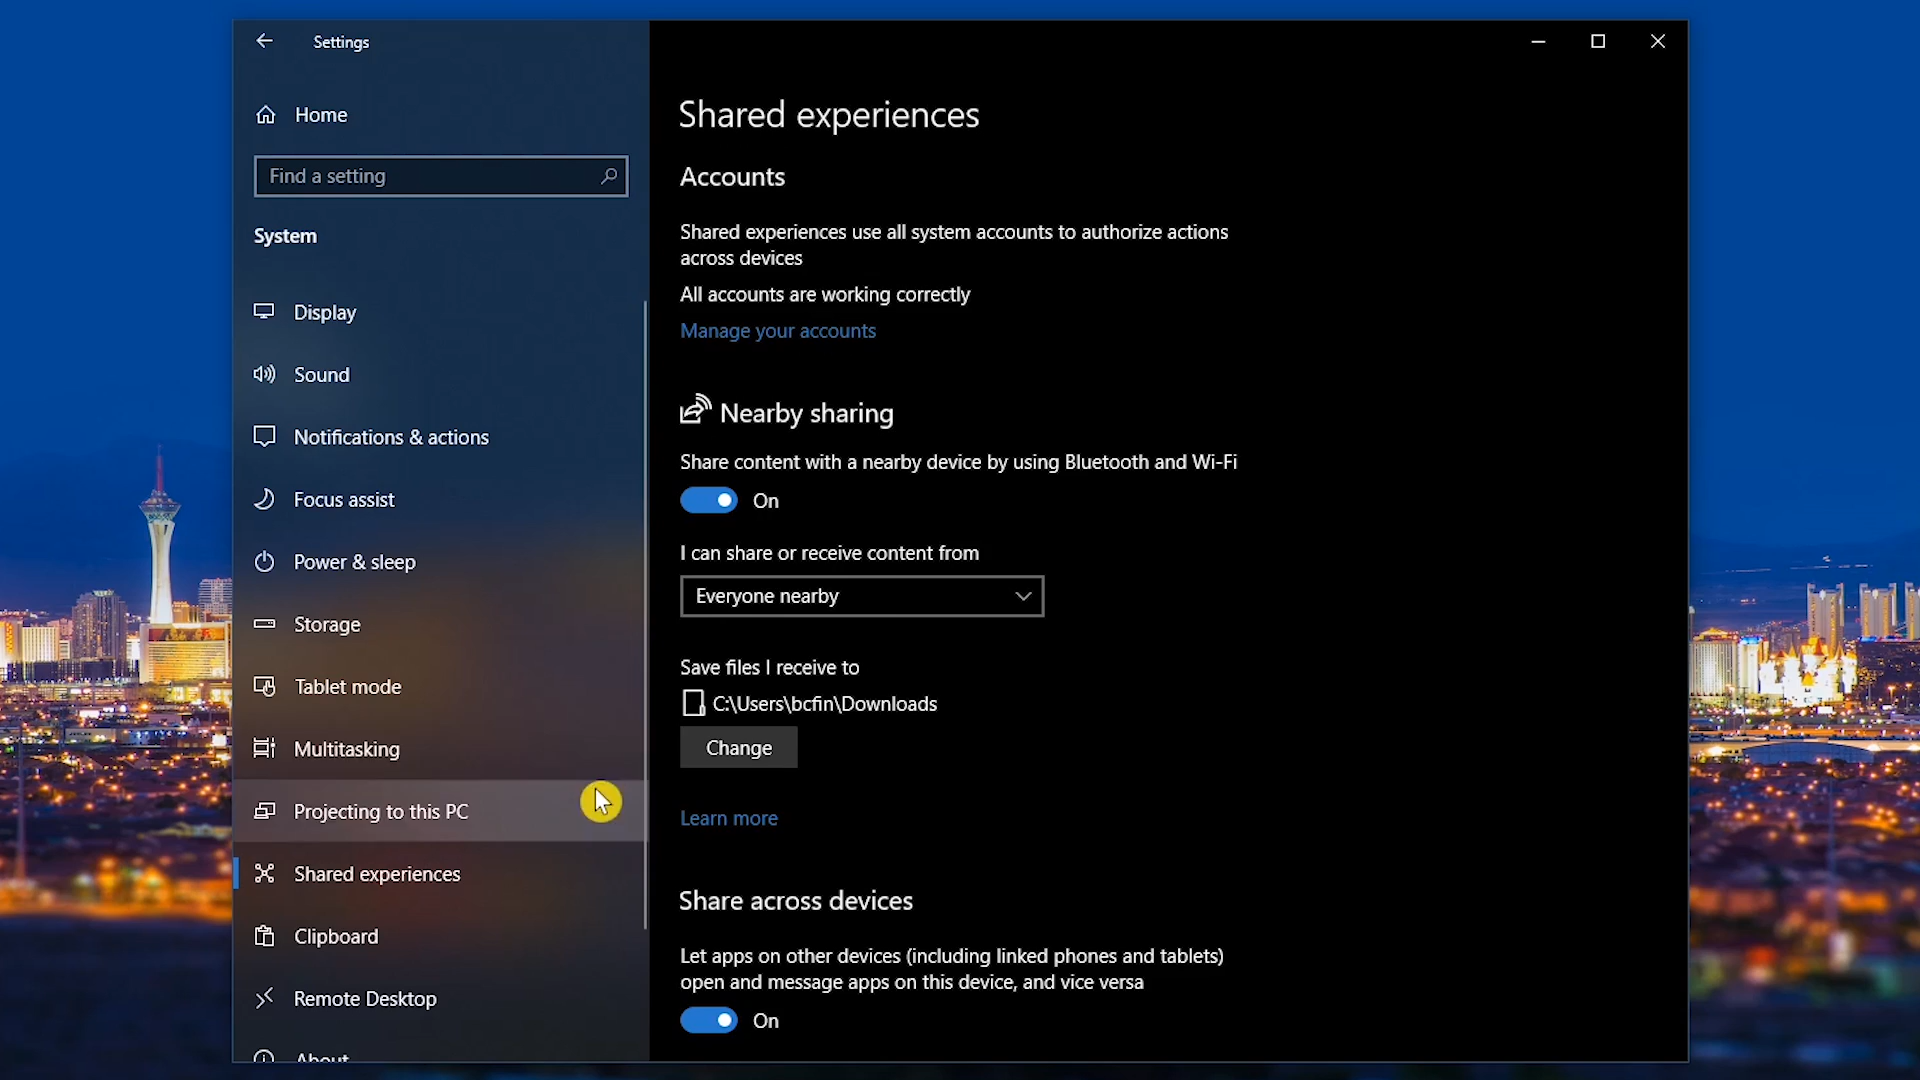 Settings
Home
Find a setting
System
Display
Sound
Notifications & actions
Focus assist
Power & sleep
Storage
Tablet mode
Multitasking
Projecting to this PC
Shared experiences
Clipboard
Remote Desktop
About
Shared experiences
Accounts
Shared experiences use all system accounts to authorize actions
across devices
All accounts are working correctly
Manage your accounts
Nearby sharing
Share content with a nearby device by using Bluetooth and Wi-Fi
On
I can share or receive content from
Everyone nearby
Save files I receive to
C:\Users\bcfin\Downloads
Change
Learn more
Share across devices
Let apps on other devices (including linked phones and tablets)
open and message apps on this device, and vice versa
On